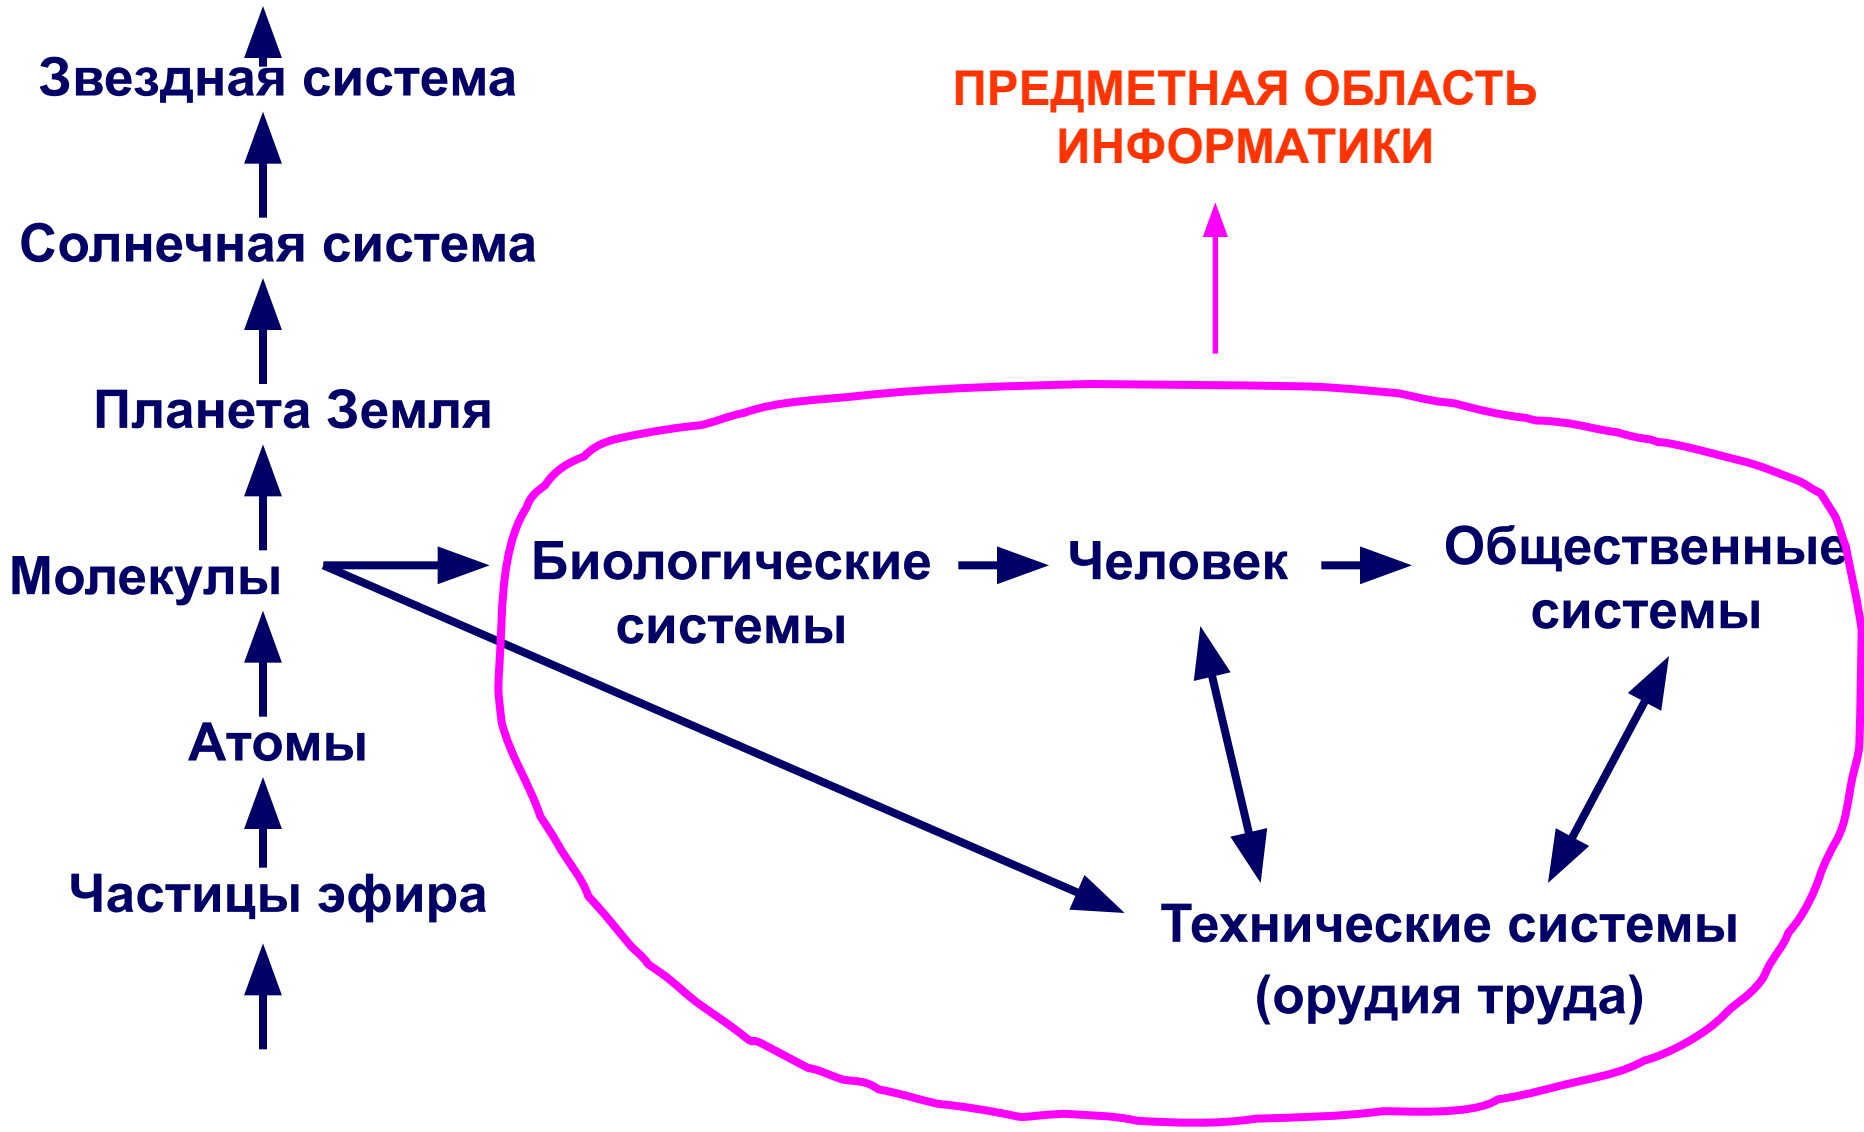 Звездная система
ПРЕДМЕТНАЯ ОБЛАСТЬ
ИНФОРМАТИКИ
Солнечная система
Планета Земля
Молекулы
Биологические
системы
Человек
Общественные
системы
Атомы
Частицы эфира
Технические системы
(орудия труда)